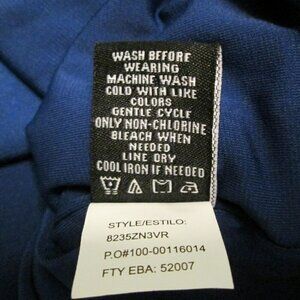 WASH BEFORE
WEARING
MACHINE WASH
COLD WITH LIKE
COLORS
GENTLE CYCLE
ONLY NON-CHLORINE
BLEACH WHEN
NEEDED
LINE DRY
COOL IRON IF NEEDED
STYLE/ESTILO:
8235ZN3VR
P.O#100-00116014
FTY EBA: 52007